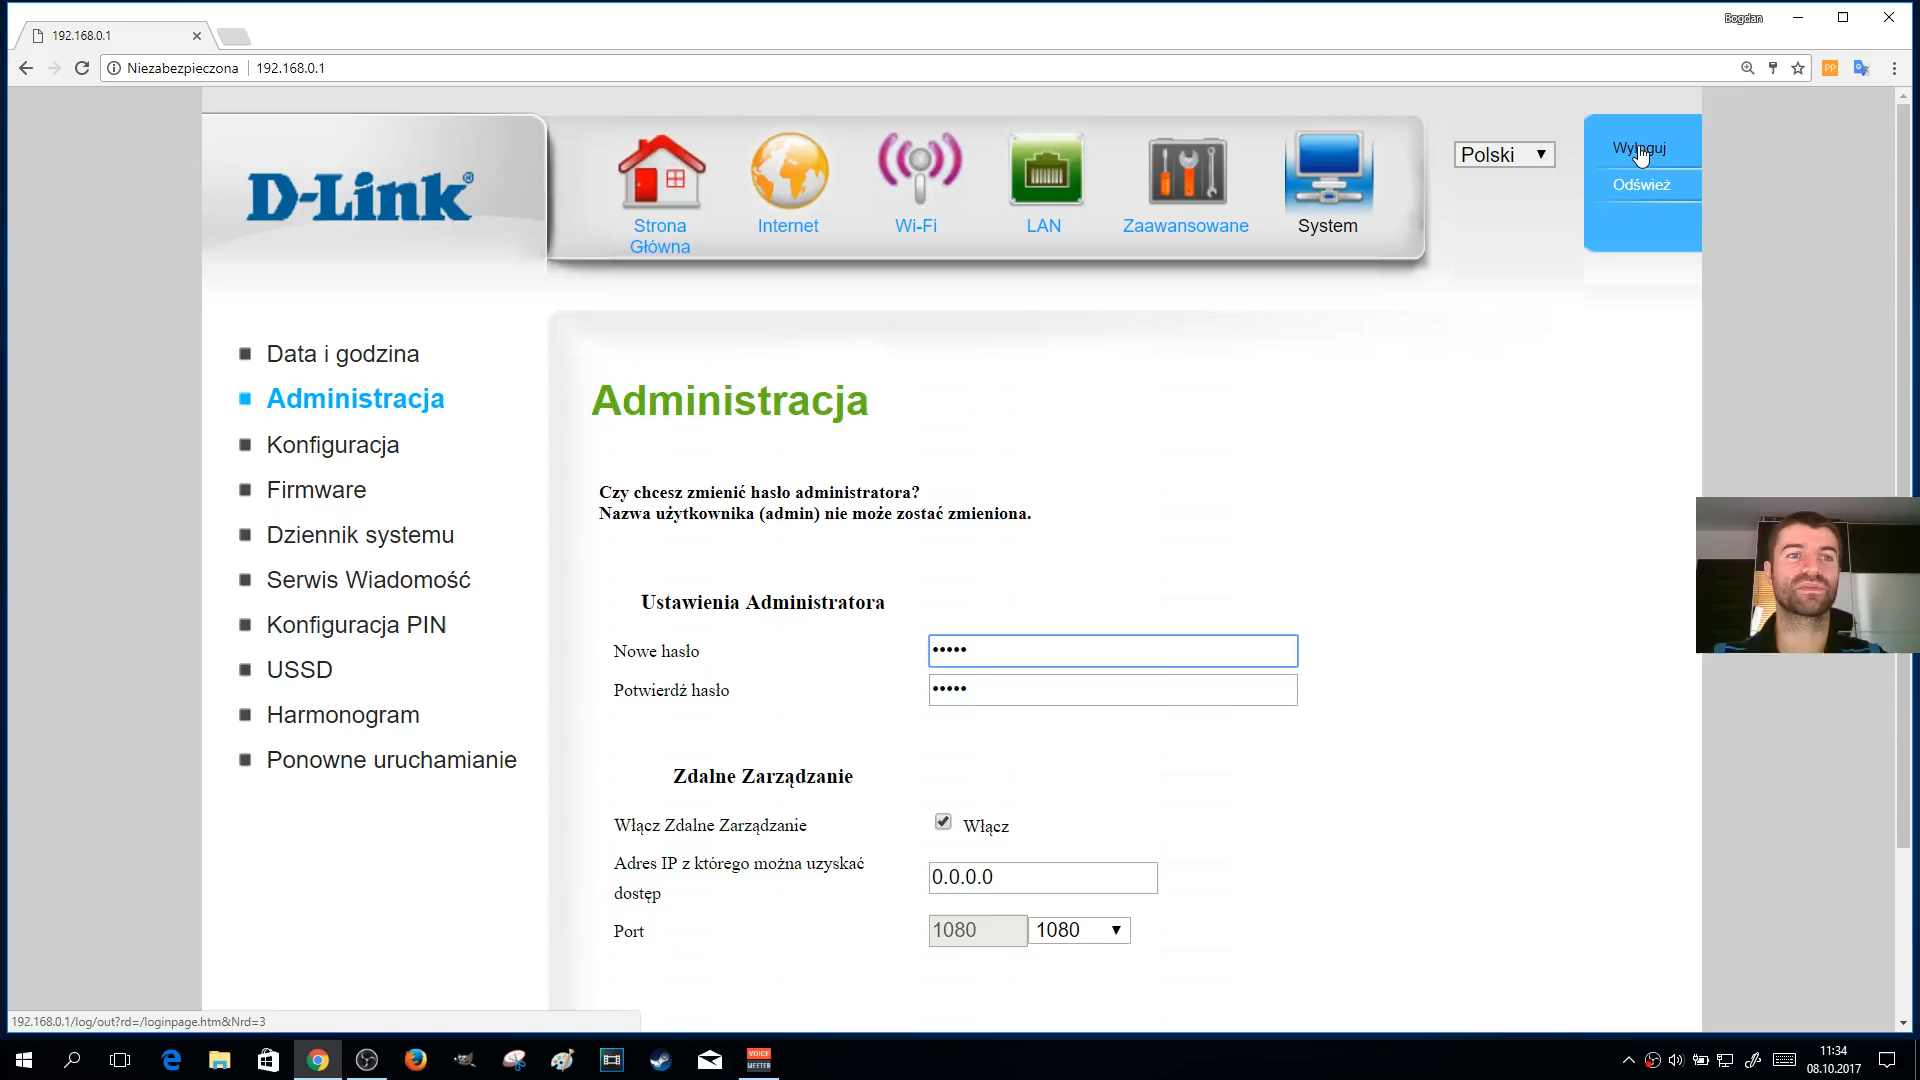 Bogdan
192.168.0.1
Niezabezpieczona
192.168.0.1
PP
D-Link®
Strona
Główna
Internet
Wi-Fi
LAN
Zaawansowane
System
Polski
Wyloguj
Odśwież
Data i godzina
Administracja
Konfiguracja
Firmware
Dziennik systemu
Serwis Wiadomość
Konfiguracja PIN
USSD
Harmonogram
Ponowne uruchamianie
Administracja
Czy chcesz zmienić hasło administratora?
Nazwa użytkownika (admin) nie może zostać zmieniona.
Ustawienia Administratora
Nowe hasło
•••••
Potwierdź hasło
•••••
Zdalne Zarządzanie
Włącz Zdalne Zarządzanie
Włącz
Adres IP z którego można uzyskać
dostęp
0.0.0.0
Port
1080
1080
192.168.0.1/log/out?rd=/loginpage.htm&Nrd=3
VOICE
MEETER
11:34
08.10.2017